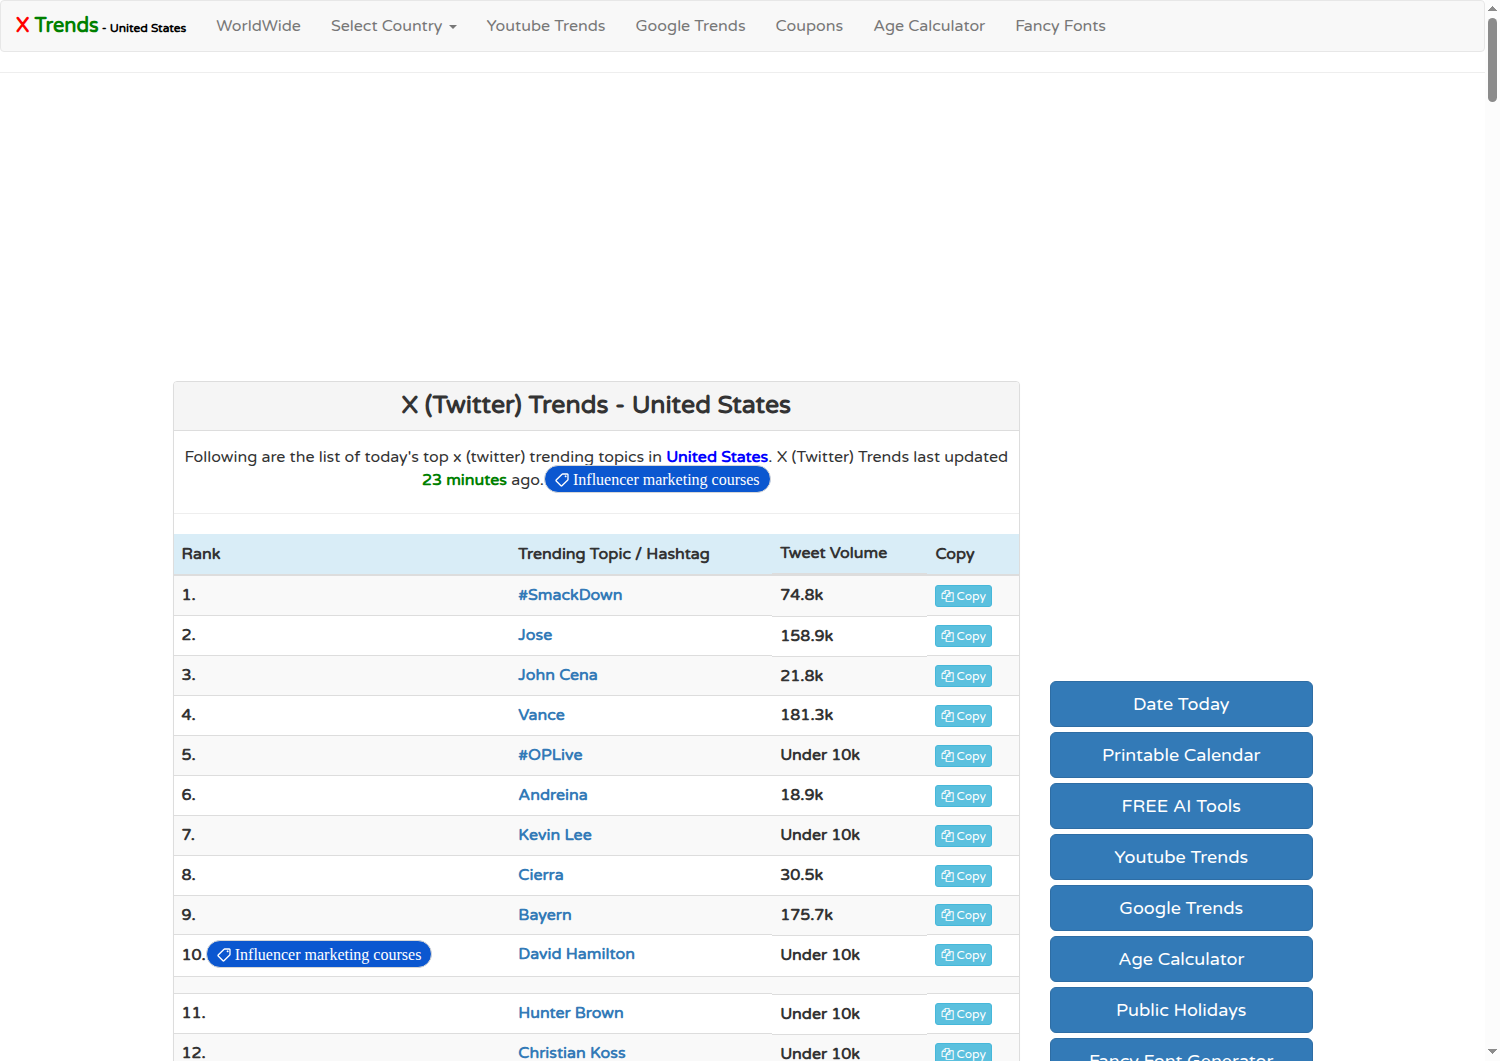 X Trends - United States WorldWide Select Country Youtube Trends Google Trends Coupons Age Calculator Fancy Fonts
X (Twitter) Trends - United States
Following are the list of today's top x (twitter) trending topics in United States. X (Twitter) Trends last updated
23 minutes ago. Influencer marketing courses
Rank Trending Topic / Hashtag Tweet Volume Copy
1. #SmackDown 74.8k Copy
2. Jose 158.9k Copy
3. John Cena 21.8k Copy
4. Vance 181.3k Copy
5. #OPLive Under 10k Copy
6. Andreina 18.9k Copy
7. Kevin Lee Under 10k Copy
8. Cierra 30.5k Copy
9. Bayern 175.7k Copy
10. Influencer marketing courses David Hamilton Under 10k Copy
11. Hunter Brown Under 10k Copy
12. Christian Koss Under 10k Copy
Date Today
Printable Calendar
FREE AI Tools
Youtube Trends
Google Trends
Age Calculator
Public Holidays
Fancy Font Generator